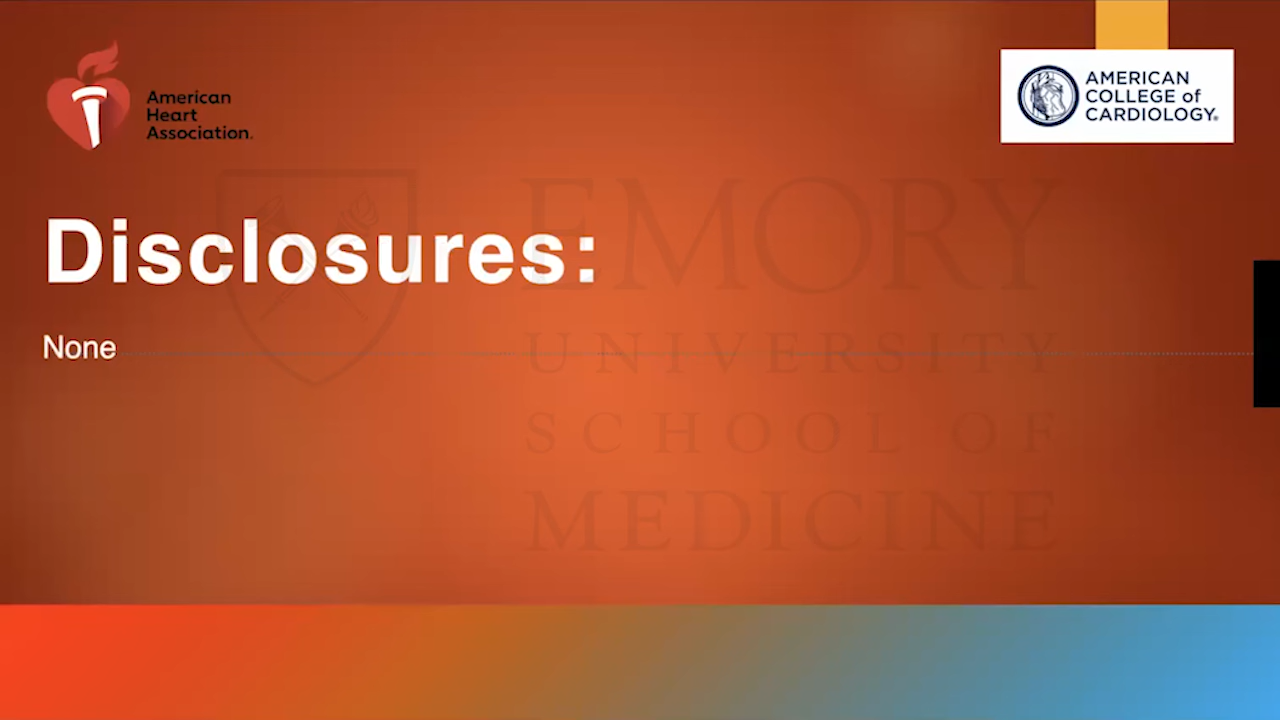 American
Heart
Association.
AMERICAN
COLLEGE of
CARDIOLOGY®
Disclosures:
None
EMORY
UNIVERSITY
SCHOOL OF
MEDICINE